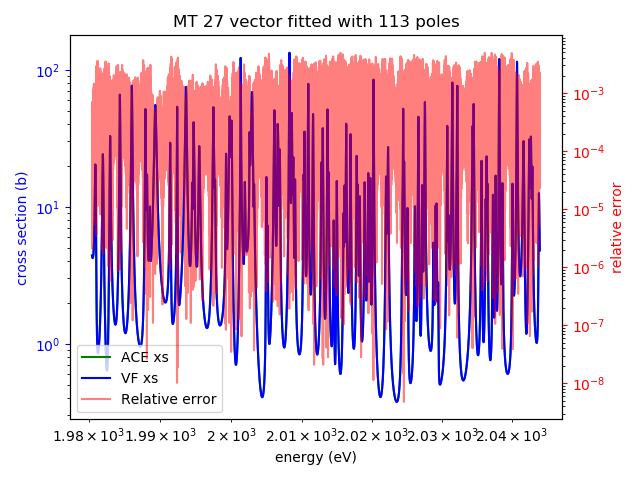 MT 27 vector fitted with 113 poles
10²
10¹
10⁰
cross section (b)
10⁻³
10⁻⁴
10⁻⁵
10⁻⁶
10⁻⁷
10⁻⁸
relative error
ACE xs
VF xs
Relative error
1.98 × 10³ 1.99 × 10³ 2 × 10³ 2.01 × 10³ 2.02 × 10³ 2.03 × 10³ 2.04 × 10³
energy (eV)